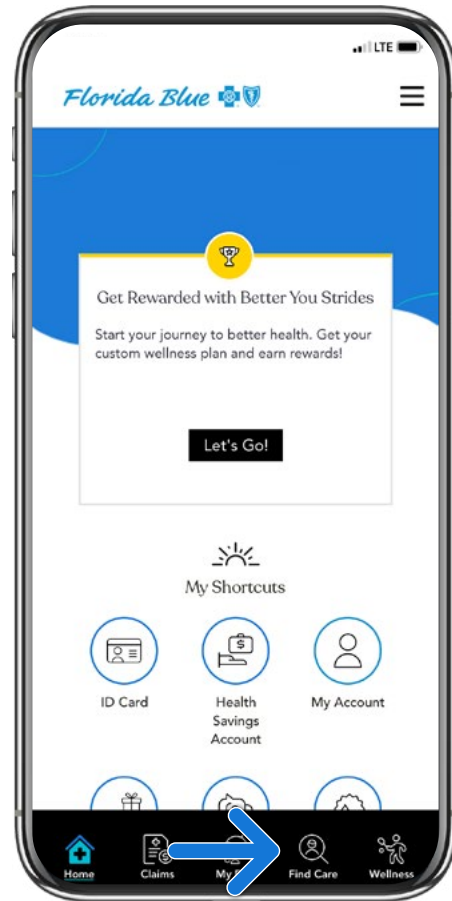 LTE
Florida Blue
Get Rewarded with Better You Strides
Start your journey to better health. Get your
custom wellness plan and earn rewards!
Let's Go!
My Shortcuts
ID Card
Health
Savings
Account
My Account
Home
Claims
My
Find Care
Wellness